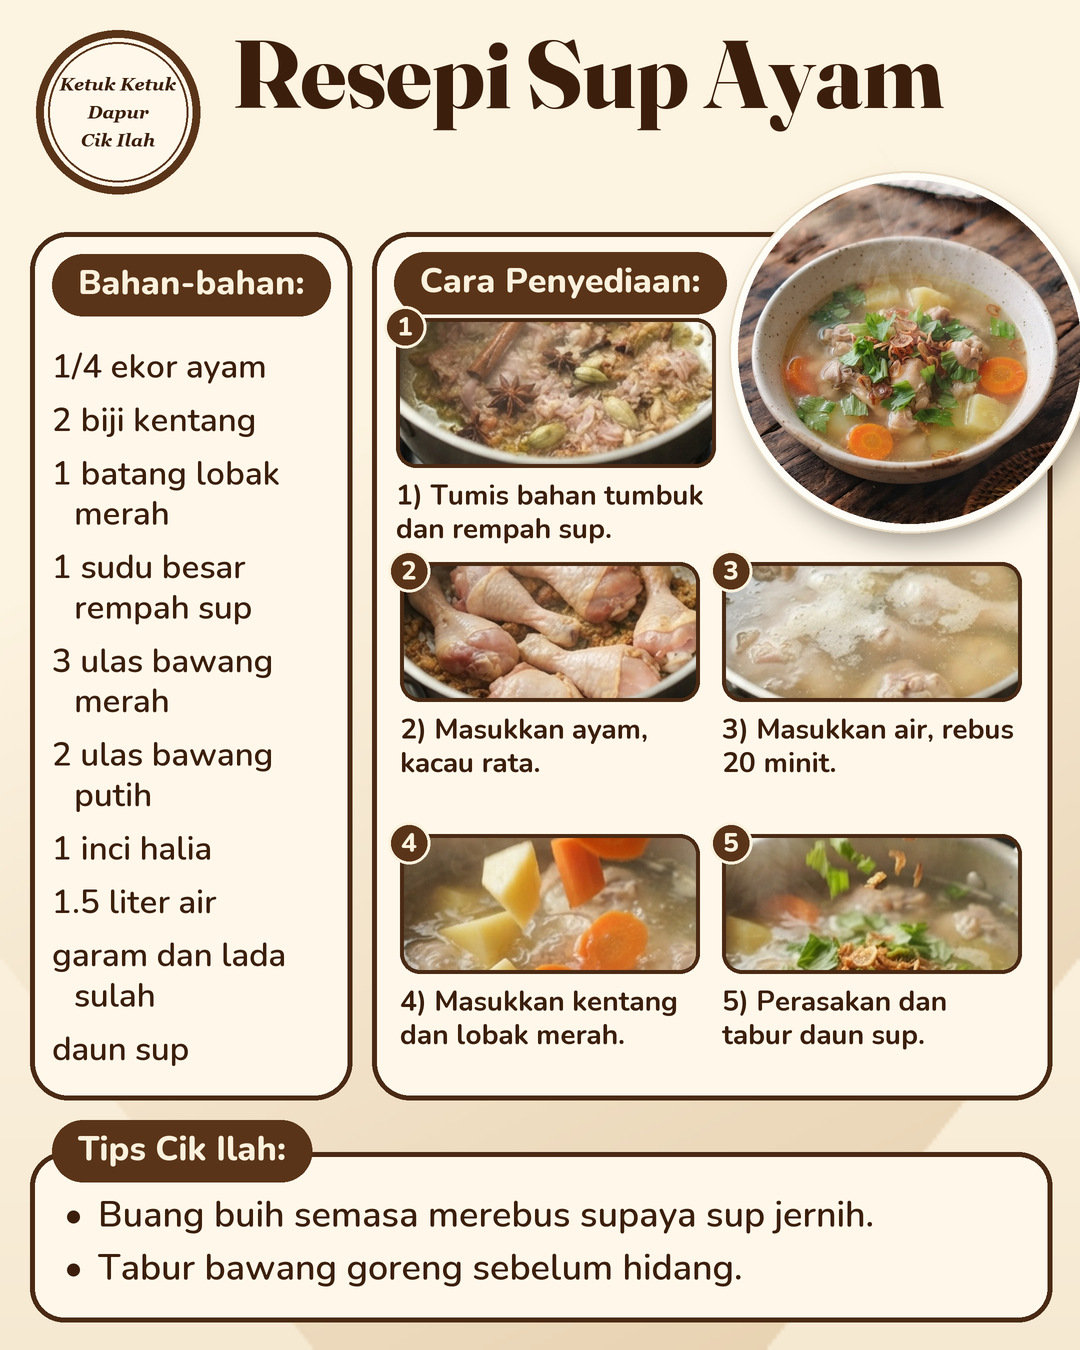 Ketuk Ketuk
Dapur
Cik Ilah
Resepi Sup Ayam
Bahan-bahan:
1/4 ekor ayam
2 biji kentang
1 batang lobak
merah
1 sudu besar
rempah sup
3 ulas bawang
merah
2 ulas bawang
putih
1 inci halia
1.5 liter air
garam dan lada
sulah
daun sup
Cara Penyediaan:
1
1) Tumis bahan tumbuk
dan rempah sup.
2
2) Masukkan ayam,
kacau rata.
3
3) Masukkan air, rebus
20 minit.
4
4) Masukkan kentang
dan lobak merah.
5
5) Perasakan dan
tabur daun sup.
Tips Cik Ilah:
• Buang buih semasa merebus supaya sup jernih.
• Tabur bawang goreng sebelum hidang.